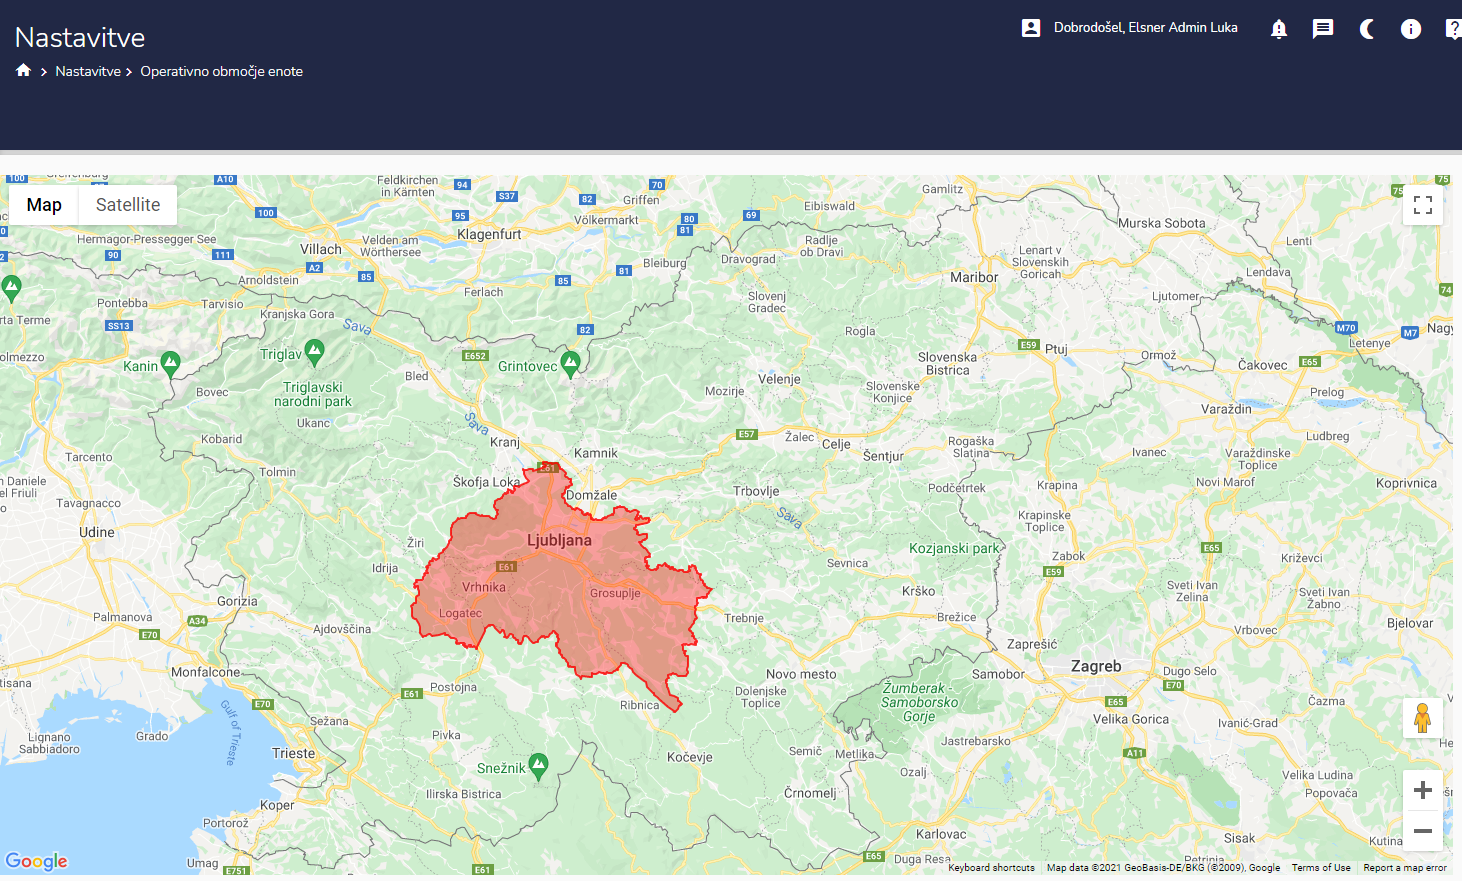 Nastavitve
Dobrodošel, Elsner Admin Luka
Nastavitve
Operativno območje enote
Map
Satellite
Feldkirchen
in Kärnten
Griffen
Völkermarkt
Klagenfurt
Eibiswald
Gamlitz
Murska Sobota
Lenti
Hermagor-Pressegger See
Villach
Velden am
Wörthersee
Bleiburg
Dravograd
Radlje
ob Dravi
Lenart v
Slovenskih
Goricah
Lendava
Arnoldstein
Ferlach
Maribor
Pontebba
Tarvisio
Kranjska Gora
Slovenj
Gradec
Ljutomer
Sava
Rogla
Letenye
Kanin
Triglav
Grintovec
Slovenska
Bistrica
Ptuj
Ormož
Čakovec
Bled
Triglavski
narodni park
Bovec
Mozirje
Velenje
Slovenske
Konjice
Prelog
Varaždin
Ukanc
Sava
Kobarid
Kranj
Kamnik
Žalec
Celje
Šentjur
Rogaška
Slatina
Ludbreg
Ivanec
Varaždinske
Toplice
Tarcento
Tolmin
Škofja Loka
Domžale
Trbovlje
Podčetrtek
Krapina
Novi Marof
Koprivnica
Tavagnacco
Udine
Žiri
Ljubljana
Sava
Krapinske
Toplice
Kozjanski park
Zabok
Križevci
Idrija
Vrhnika
Grosuplje
Sevnica
Krško
Sveti Ivan
Zelina
Sveti Ivan
Žabno
Gorizia
Logatec
Palmanova
Ajdovščina
Trebnje
Brežice
Zaprešić
Vrbovec
Bjelovar
Monfalcone
Postojna
Novo mesto
Samobor
Zagreb
Dugo Selo
Ribnica
Dolenjske
Toplice
Žumberak -
Samoborsko
Gorje
Čazma
Lignano
Sabbiadoro
Grado
Gulf of Trieste
Sežana
Pivka
Velika Gorica
Ivanić-Grad
Trieste
Snežnik
Kočevje
Semič
Metlika
Jastrebarsko
Ozalj
Velika Ludina
Popovača
Ilirska Bistrica
Črnomelj
Koper
Portorož
Karlovac
Sisak
Kutina
Umag
Duga Resa
Petrinja
Google
Keyboard shortcuts
Map data ©2021 GeoBasis-DE/BKG (©2009), Google
Terms of Use
Report a map error